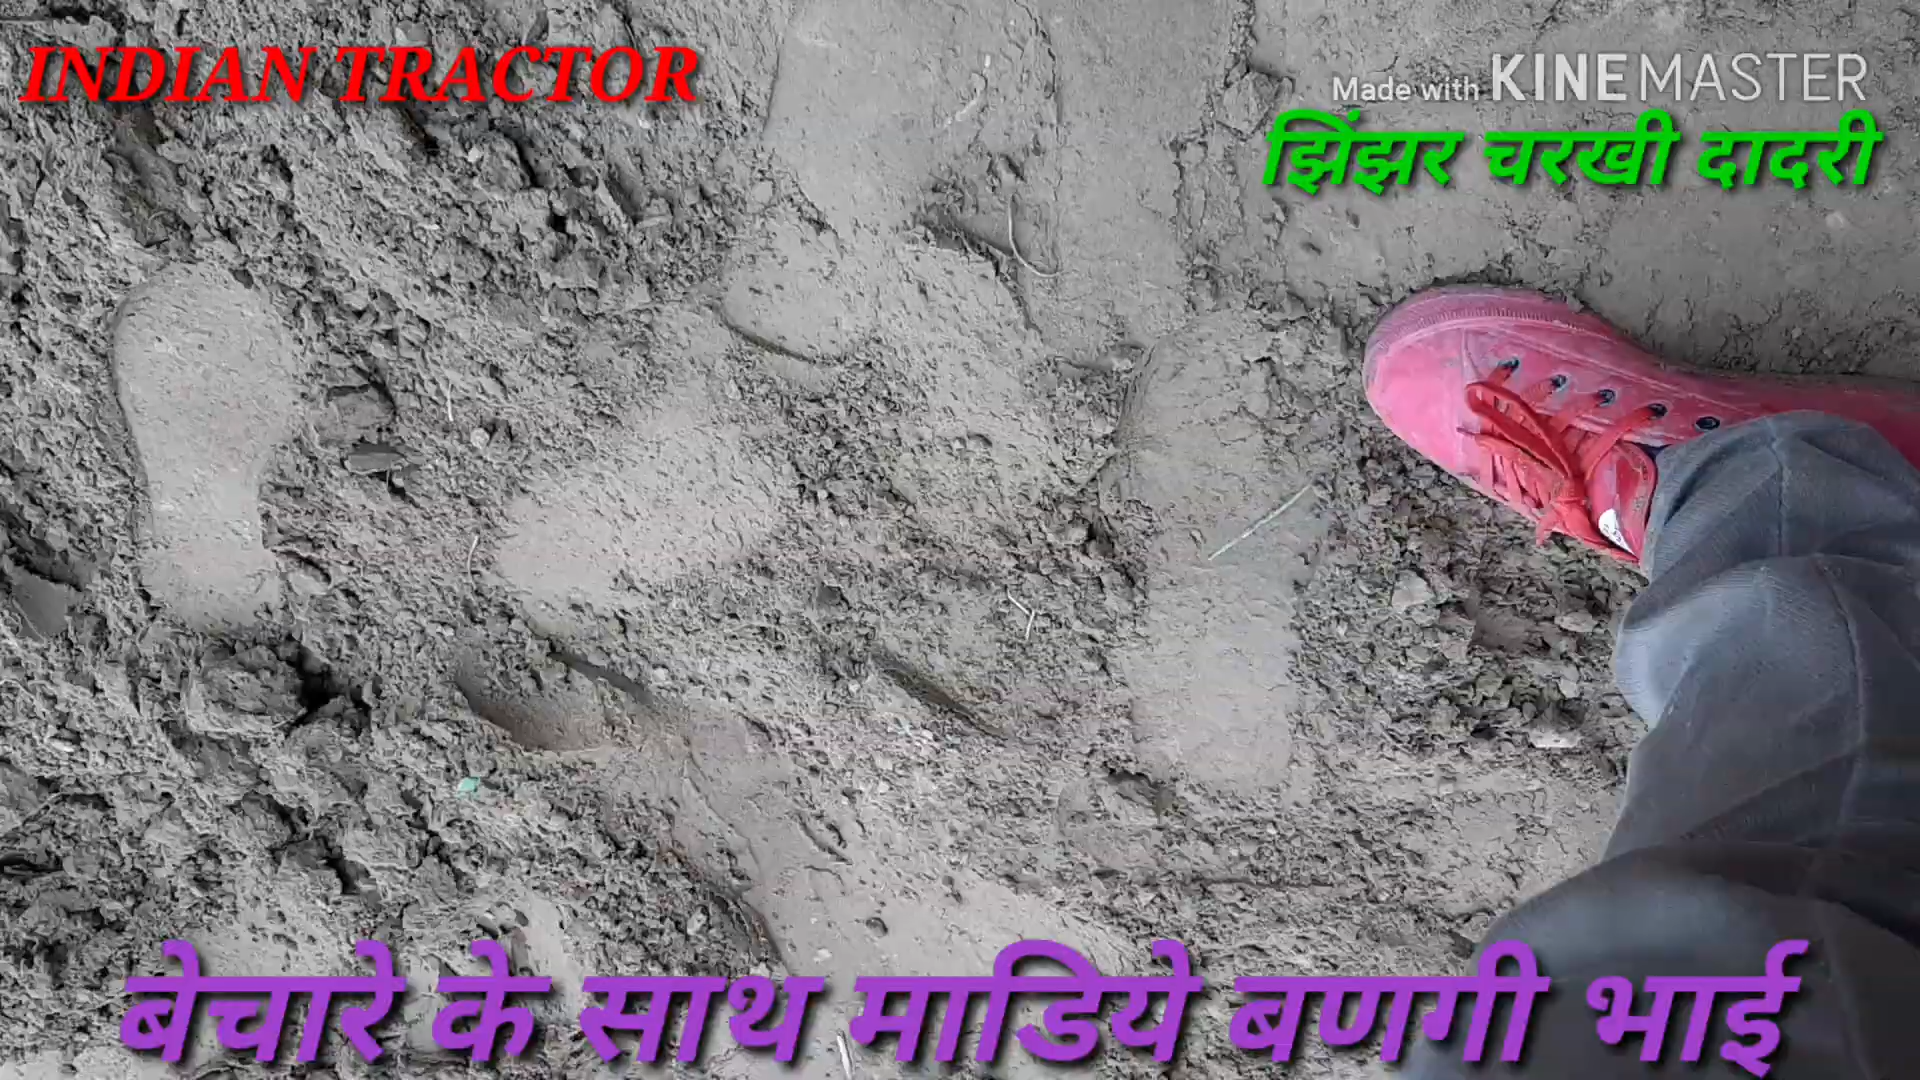 INDIAN TRACTOR
Made with KINEMASTER
झिंझर चरखी दादरी
बेचारे के साथ माडिये बणगी भाई